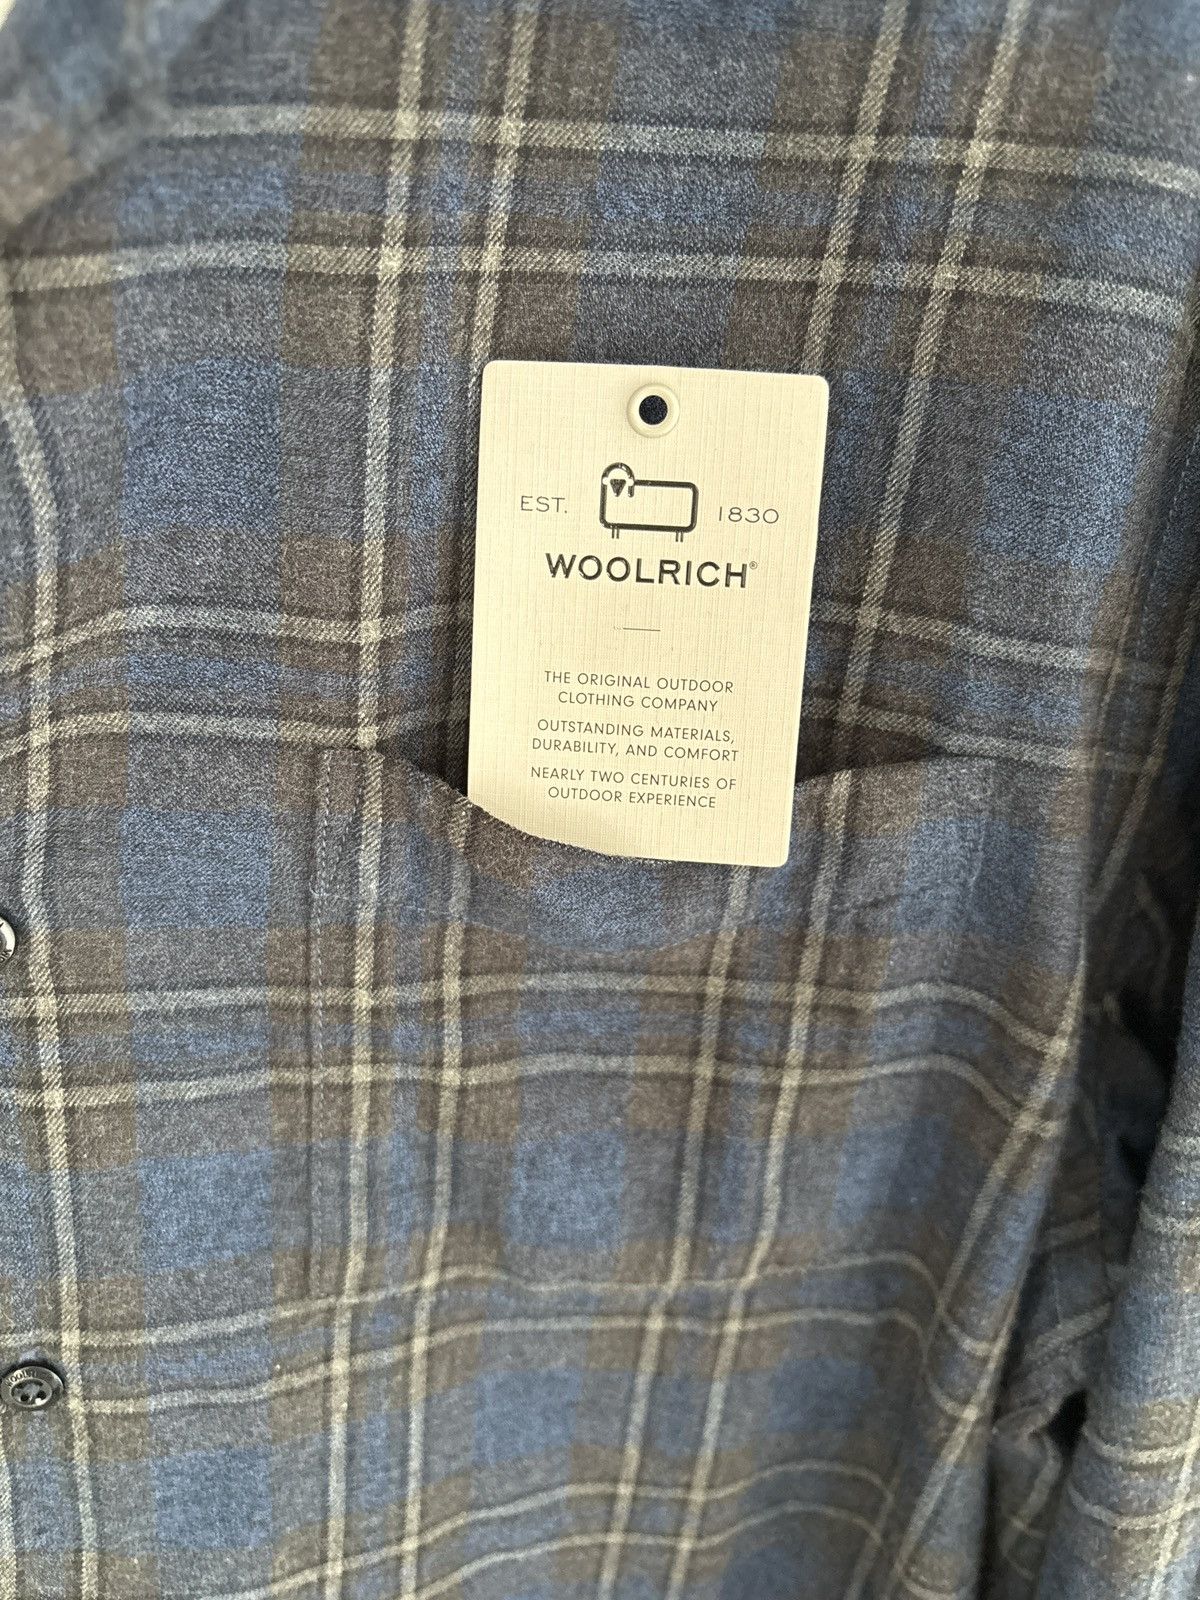 EST. 1830
WOOLRICH®
THE ORIGINAL OUTDOOR
CLOTHING COMPANY
OUTSTANDING MATERIALS,
DURABILITY, AND COMFORT
NEARLY TWO CENTURIES OF
OUTDOOR EXPERIENCE